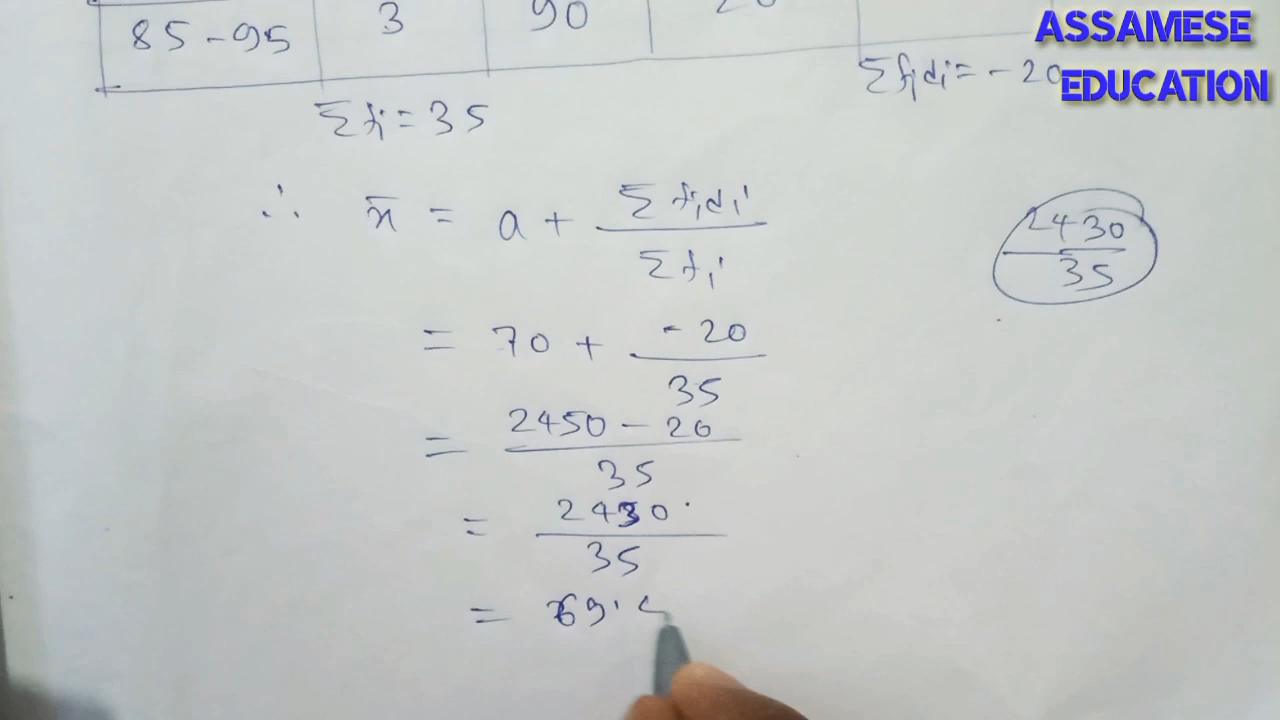 ASSAMESE
EDUCATION
85-95 3 90
Σfi = 35
Σfidi = -20
∴ x̄ = a + Σfidi / Σfi
2430 / 35
= 70 + -20 / 35
= 2450 - 20 / 35
= 2430 / 35
= 69.